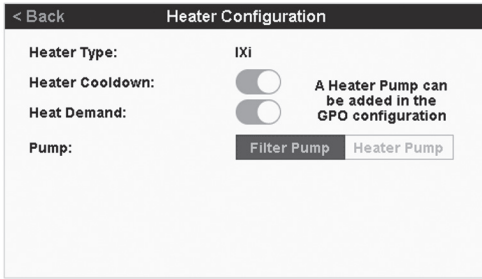 < Back Heater Configuration
Heater Type: IXi
Heater Cooldown:
Heat Demand:
A Heater Pump can
be added in the
GPO configuration
Pump: Filter Pump Heater Pump